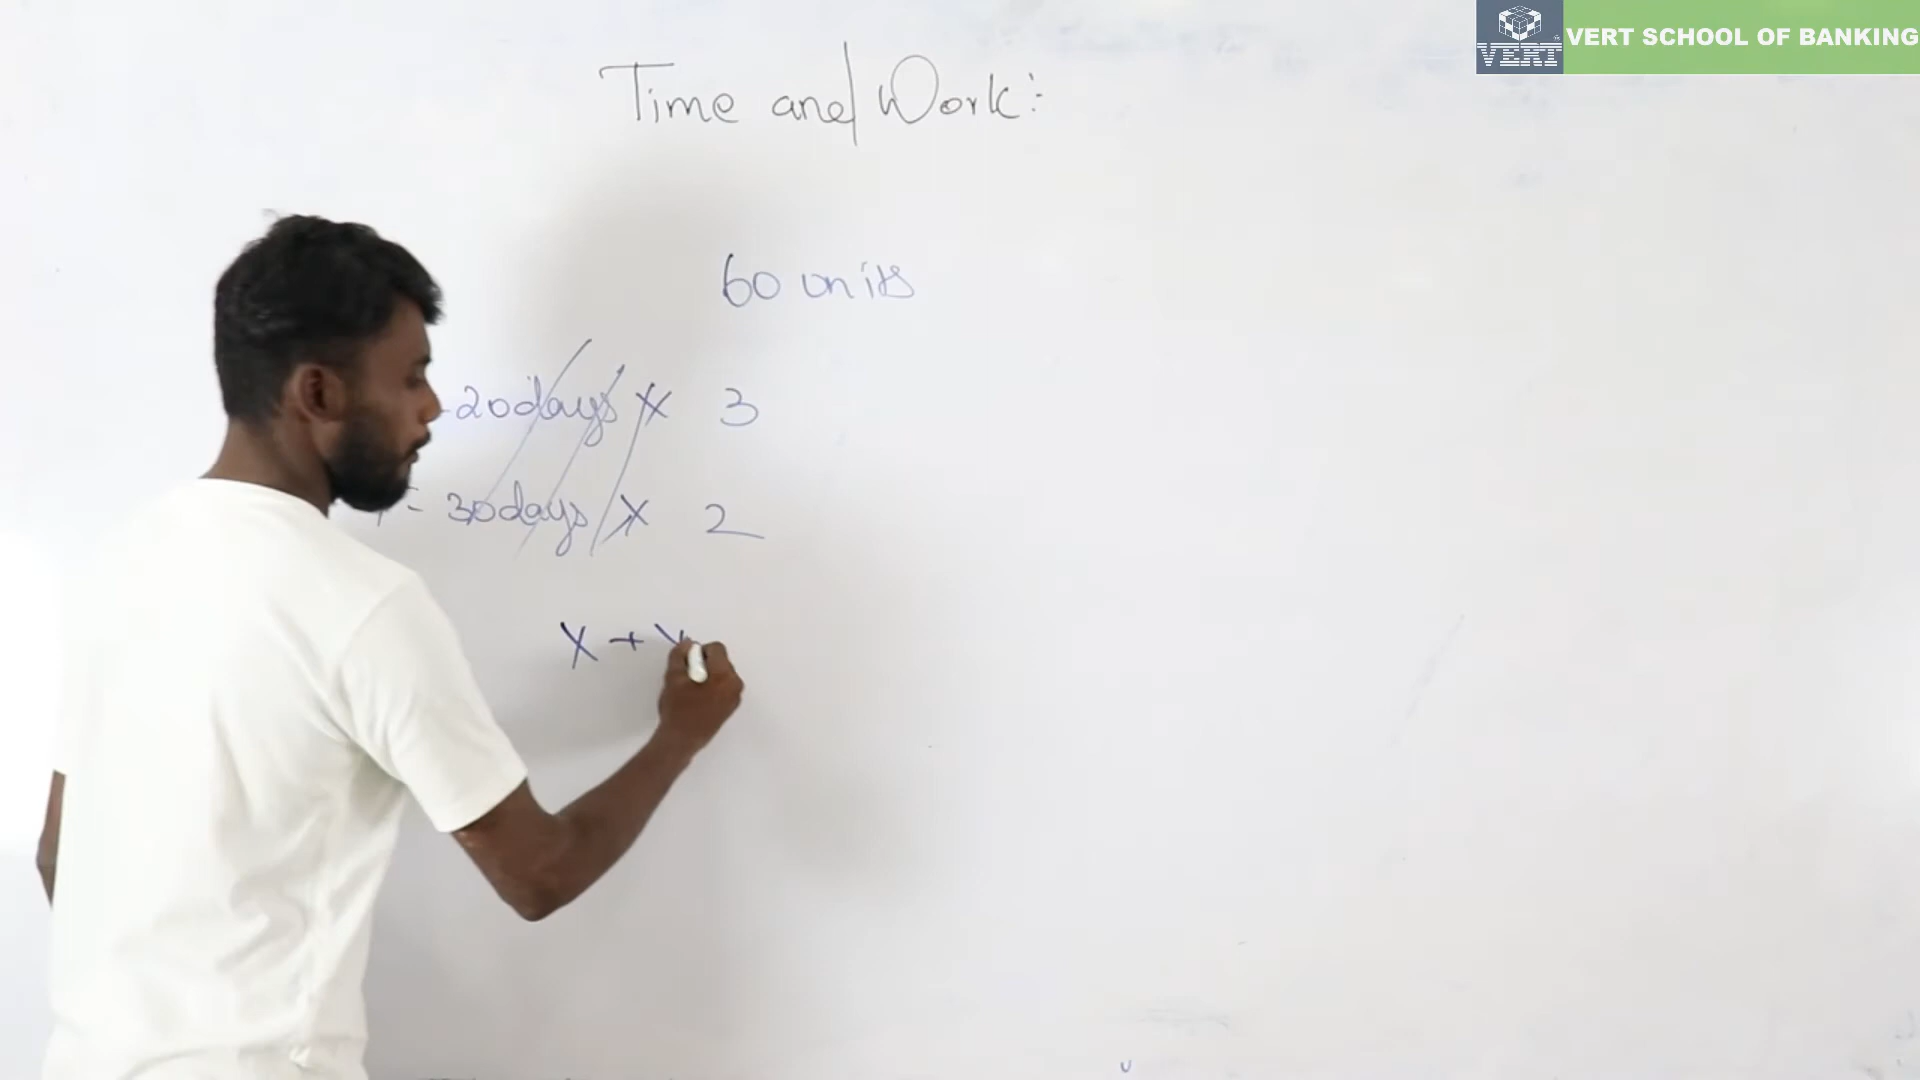 VERT VERT SCHOOL OF BANKING
Time and Work:
60 units
20days x 3
= 30days x 2
X + Y